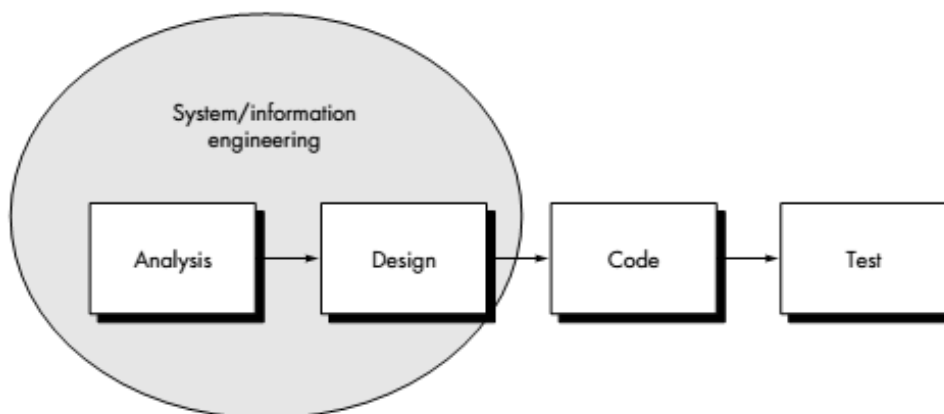 System/information
engineering
Analysis
Design
Code
Test